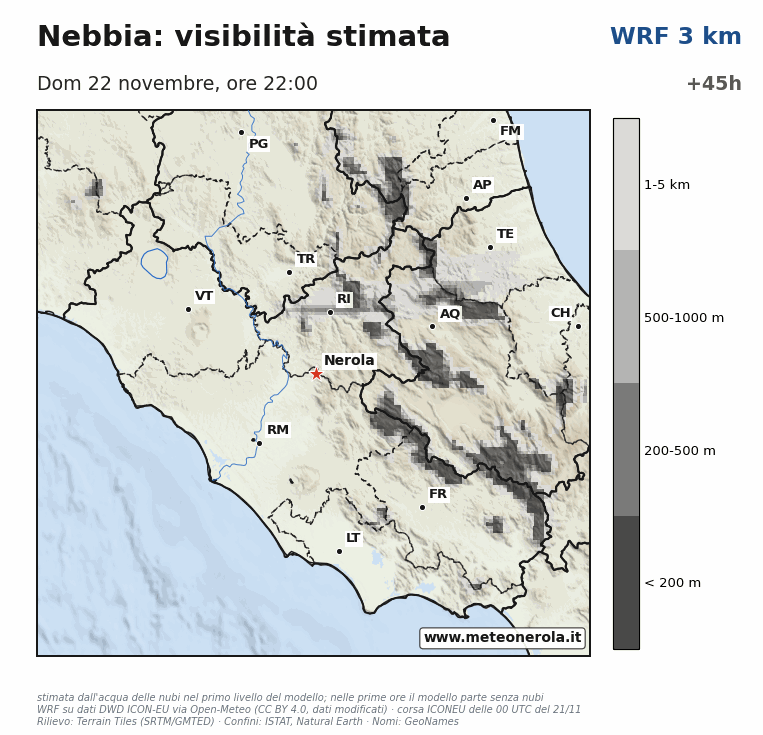 Nebbia: visibilità stimata
WRF 3 km
Dom 22 novembre, ore 22:00
+45h
FM
PG
AP
TE
TR
RI
VT
AQ
CH
Nerola
RM
FR
LT
1-5 km
500-1000 m
200-500 m
< 200 m
www.meteonerola.it
stimata dall'acqua delle nubi nel primo livello del modello; nelle prime ore il modello parte senza nubi
WRF su dati DWD ICON-EU via Open-Meteo (CC BY 4.0, dati modificati) · corsa ICONEU delle 00 UTC del 21/11
Rilievo: Terrain Tiles (SRTM/GMTED) · Confini: ISTAT, Natural Earth · Nomi: GeoNames